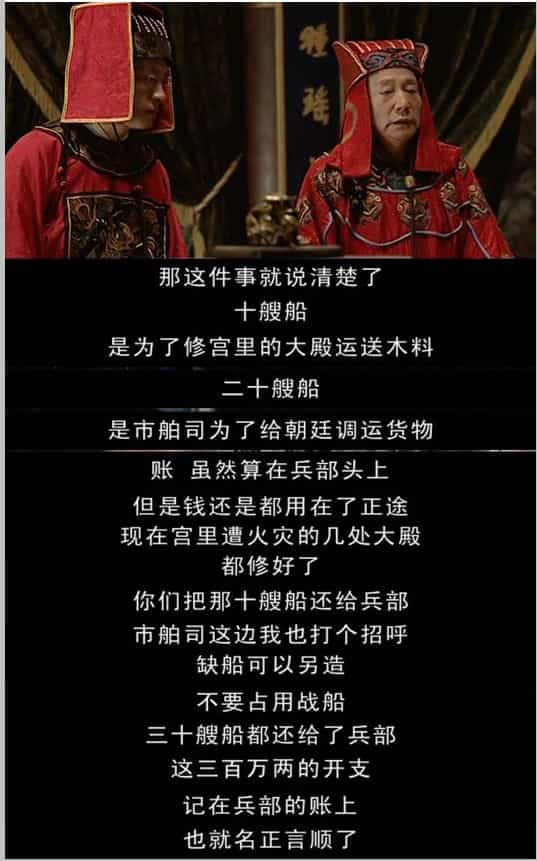 那这件事就说清楚了
十艘船
是为了修宫里的大殿运送木料
二十艘船
是市舶司为了给朝廷调运货物
账 虽然算在兵部头上
但是钱还是都用在了正途
现在宫里遭火灾的几处大殿
都修好了
你们把那十艘船还给兵部
市舶司这边我也打个招呼
缺船可以另造
不要占用战船
三十艘船都还给了兵部
这三百万两的开支
记在兵部的账上
也就名正言顺了